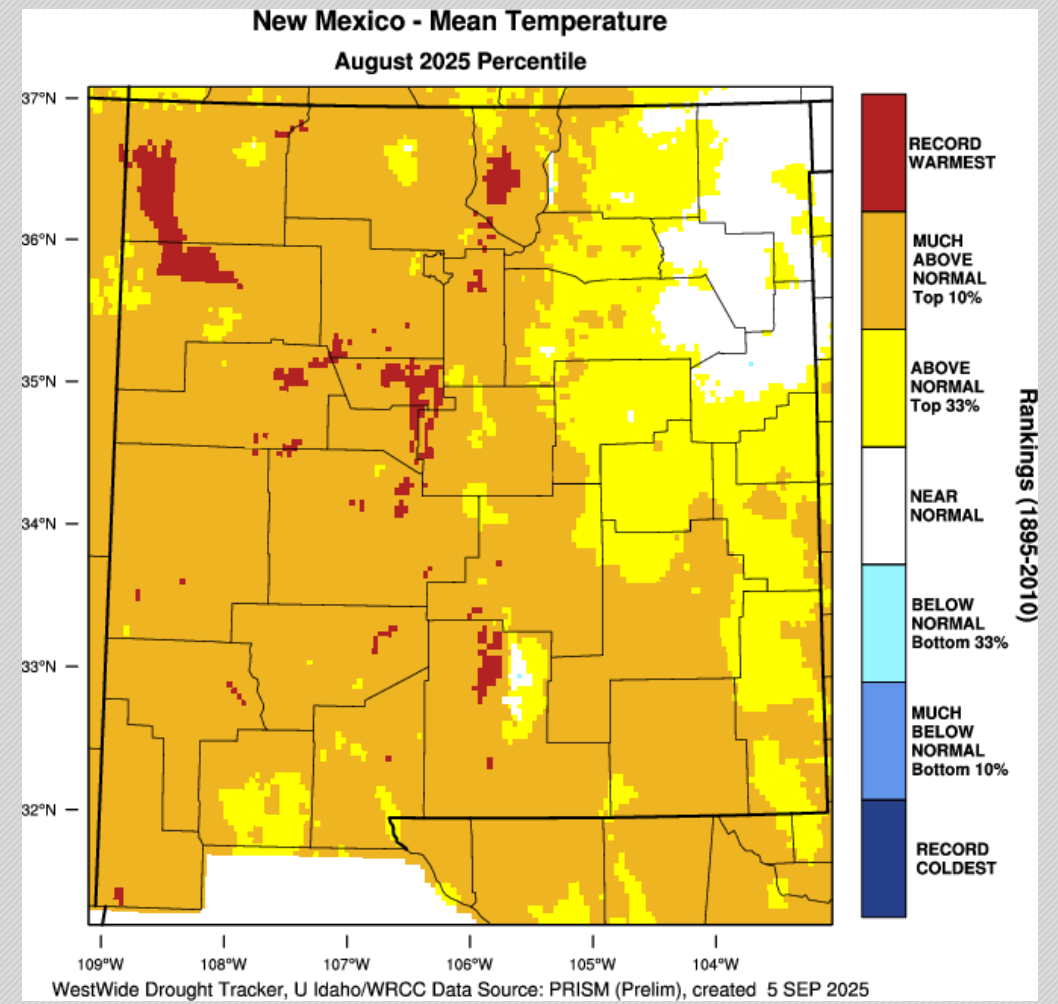 New Mexico - Mean Temperature
August 2025 Percentile
37°N
36°N
35°N
34°N
33°N
32°N
109°W
108°W
107°W
106°W
105°W
104°W
RECORD
WARMEST
MUCH
ABOVE
NORMAL
Top 10%
ABOVE
NORMAL
Top 33%
NEAR
NORMAL
BELOW
NORMAL
Bottom 33%
MUCH
BELOW
NORMAL
Bottom 10%
RECORD
COLDEST
Rankings (1895-2010)
WestWide Drought Tracker, U Idaho/WRCC Data Source: PRISM (Prelim), created 5 SEP 2025